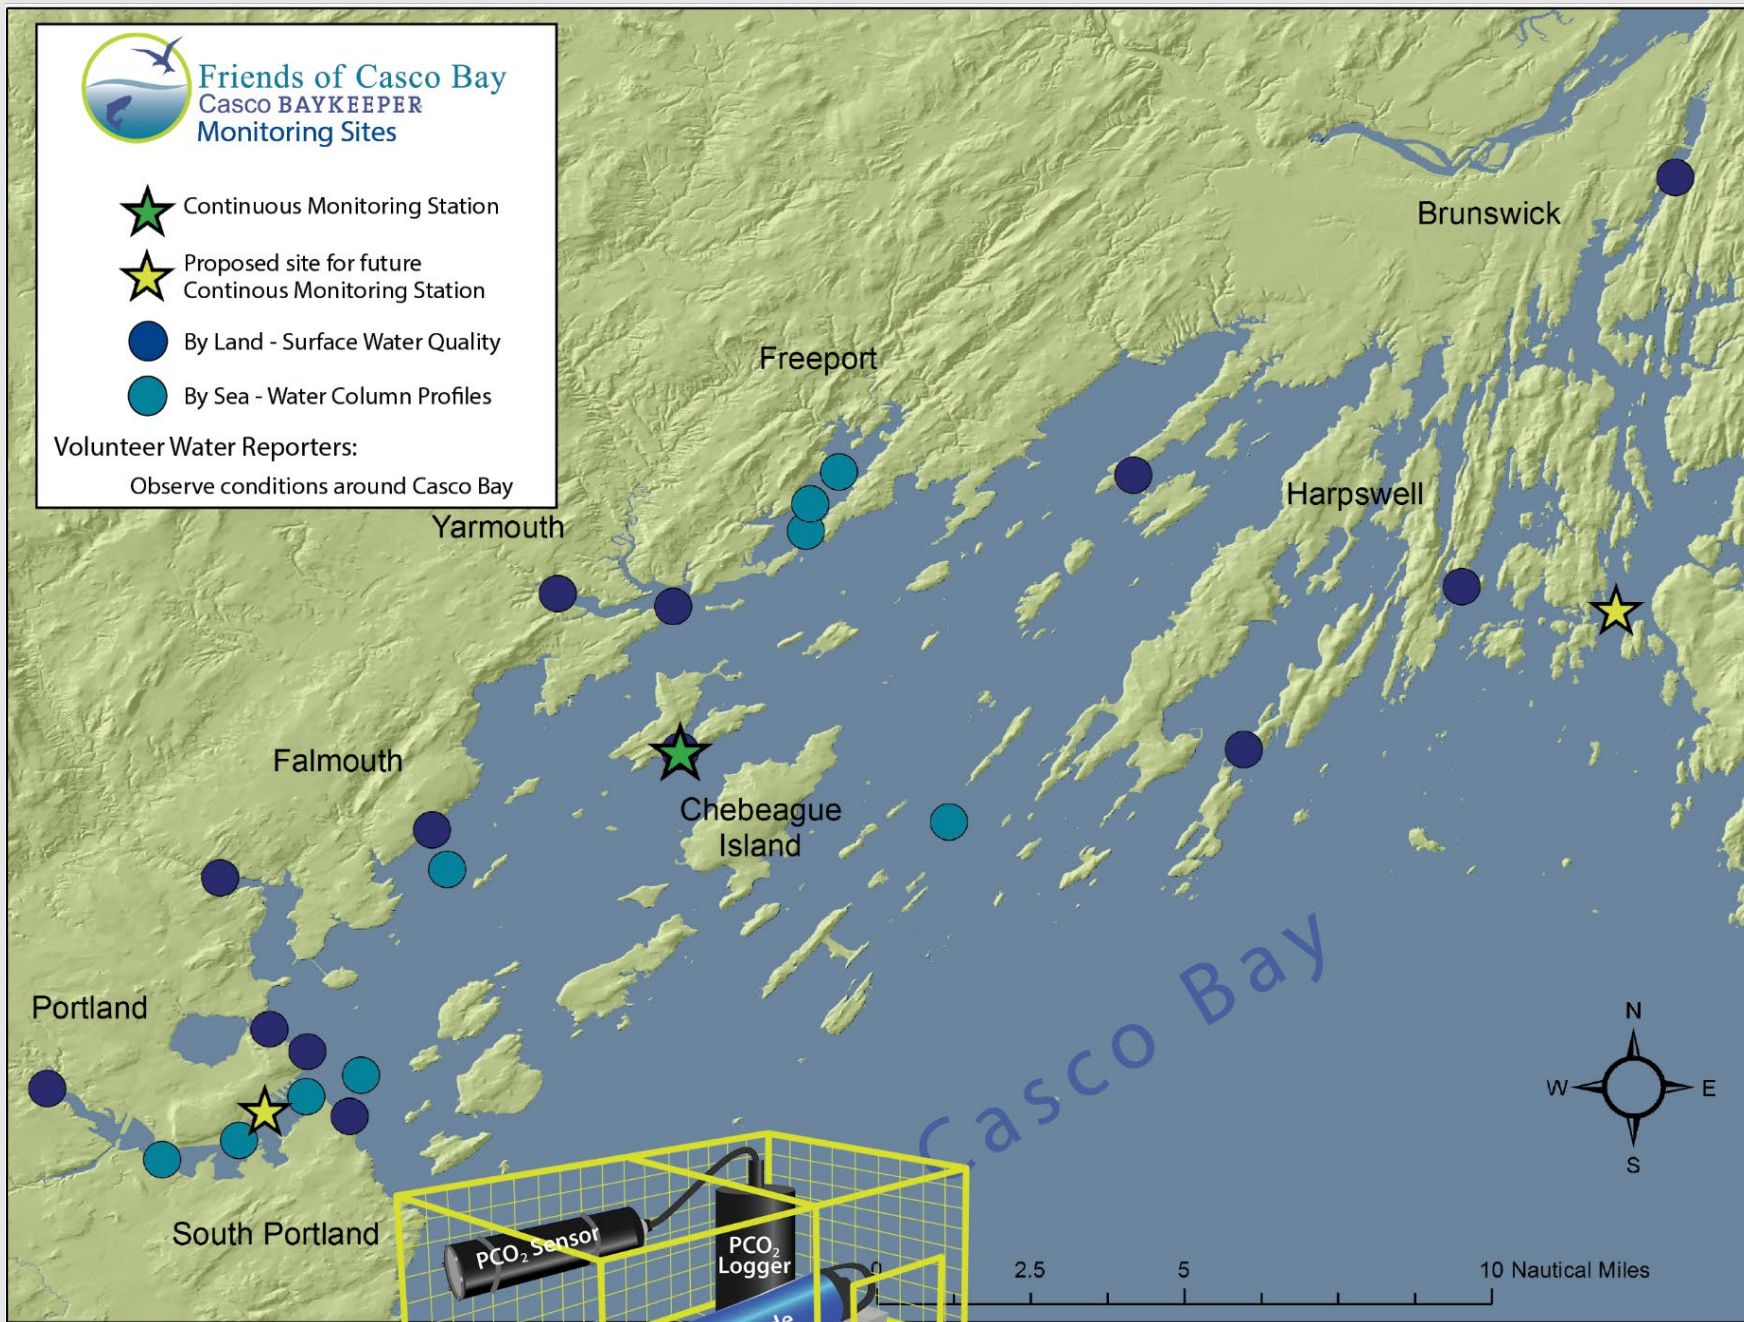 Friends of Casco Bay
Casco BAYKEEPER
Monitoring Sites
Continuous Monitoring Station
Proposed site for future
Continous Monitoring Station
By Land - Surface Water Quality
By Sea - Water Column Profiles
Volunteer Water Reporters:
Observe conditions around Casco Bay
Brunswick
Freeport
Harpswell
Yarmouth
Falmouth
Chebeague
Island
Casco Bay
Portland
N
W E
S
South Portland
PCO₂ Sensor
PCO₂
Logger
0 2.5 5 10 Nautical Miles